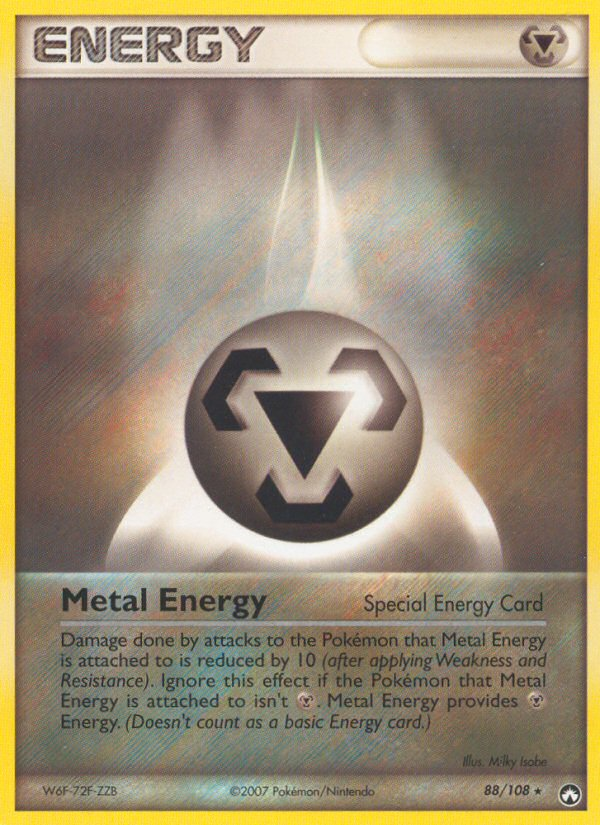 ENERGY
Metal Energy
Special Energy Card
Damage done by attacks to the Pokémon that Metal Energy
is attached to is reduced by 10 (after applying Weakness and
Resistance). Ignore this effect if the Pokémon that Metal
Energy is attached to isn't . Metal Energy provides
Energy. (Doesn't count as a basic Energy card.)
Illus. Milky Isobe
W6F-72F-ZZB
©2007 Pokémon/Nintendo
88/108 ★